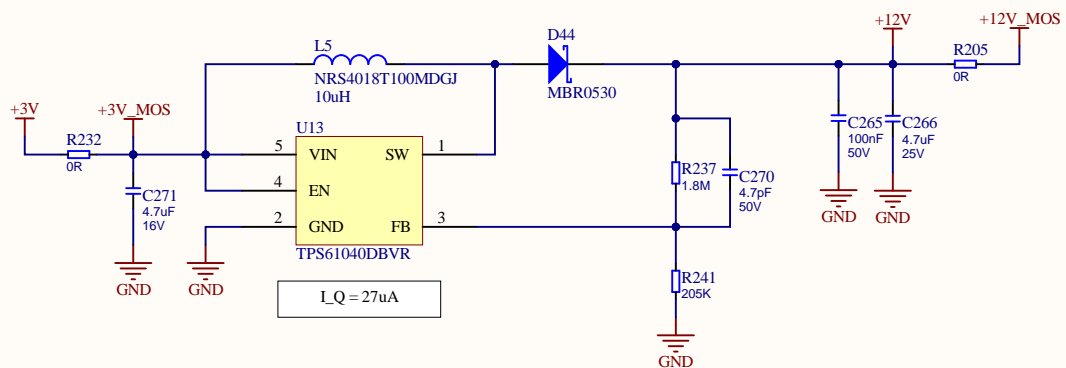 +12V
+12V_MOS
L5
D44
R205
NRS4018T100MDGJ
10uH
MBR0530
0R
+3V
+3V_MOS
R232
0R
U13
5
VIN
SW
1
4
EN
2
GND
FB
3
TPS61040DBVR
C271
4.7uF
16V
R237
1.8M
C270
4.7pF
50V
C265
100nF
50V
C266
4.7uF
25V
GND
GND
GND
GND
R241
205K
I_Q = 27uA
GND